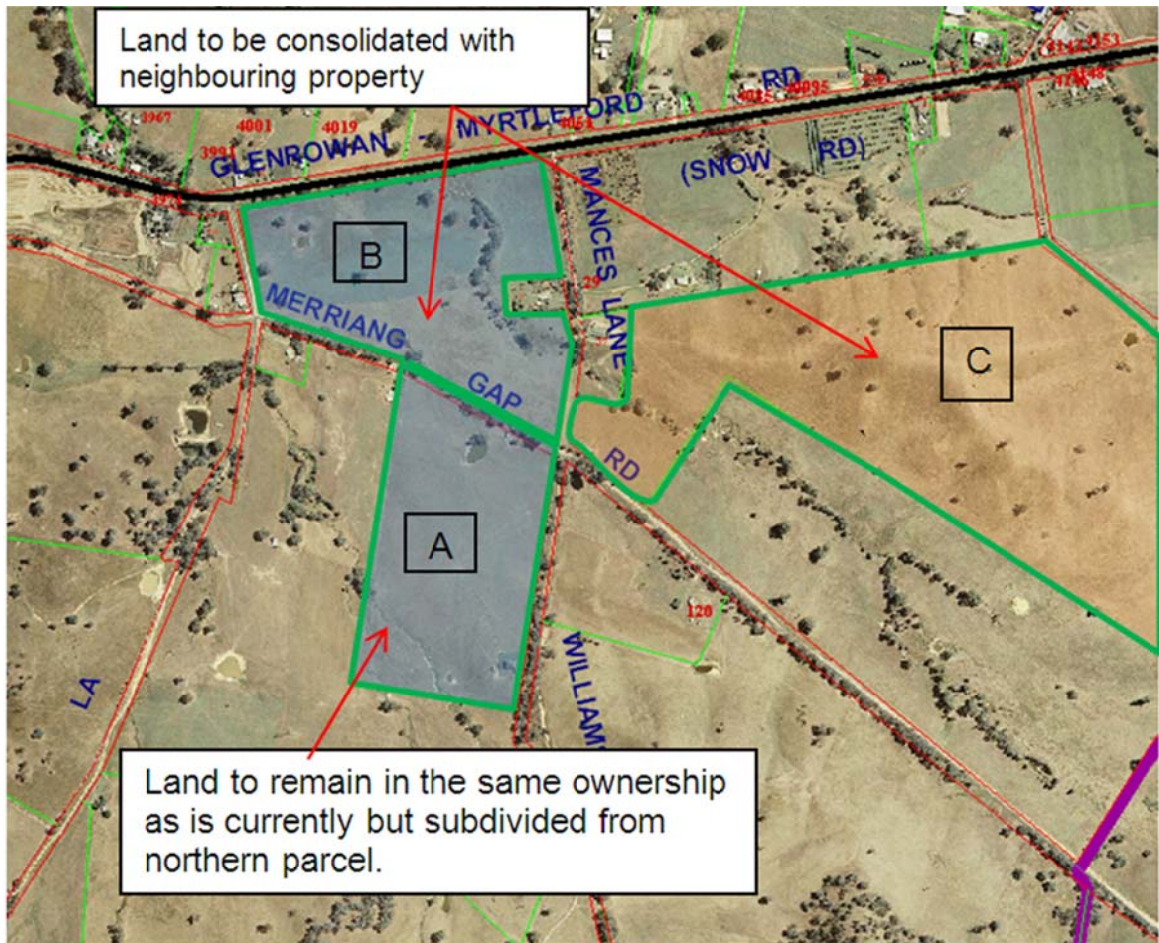 Land to be consolidated with
neighbouring property
3967
4001
4019
GLENROWAN - MYRTLEFORD RD
(SNOW RD)
B
MANCES LANE
29
MERRIANG GAP RD
C
A
120
WILLIAMS
LA
Land to remain in the same ownership
as is currently but subdivided from
northern parcel.